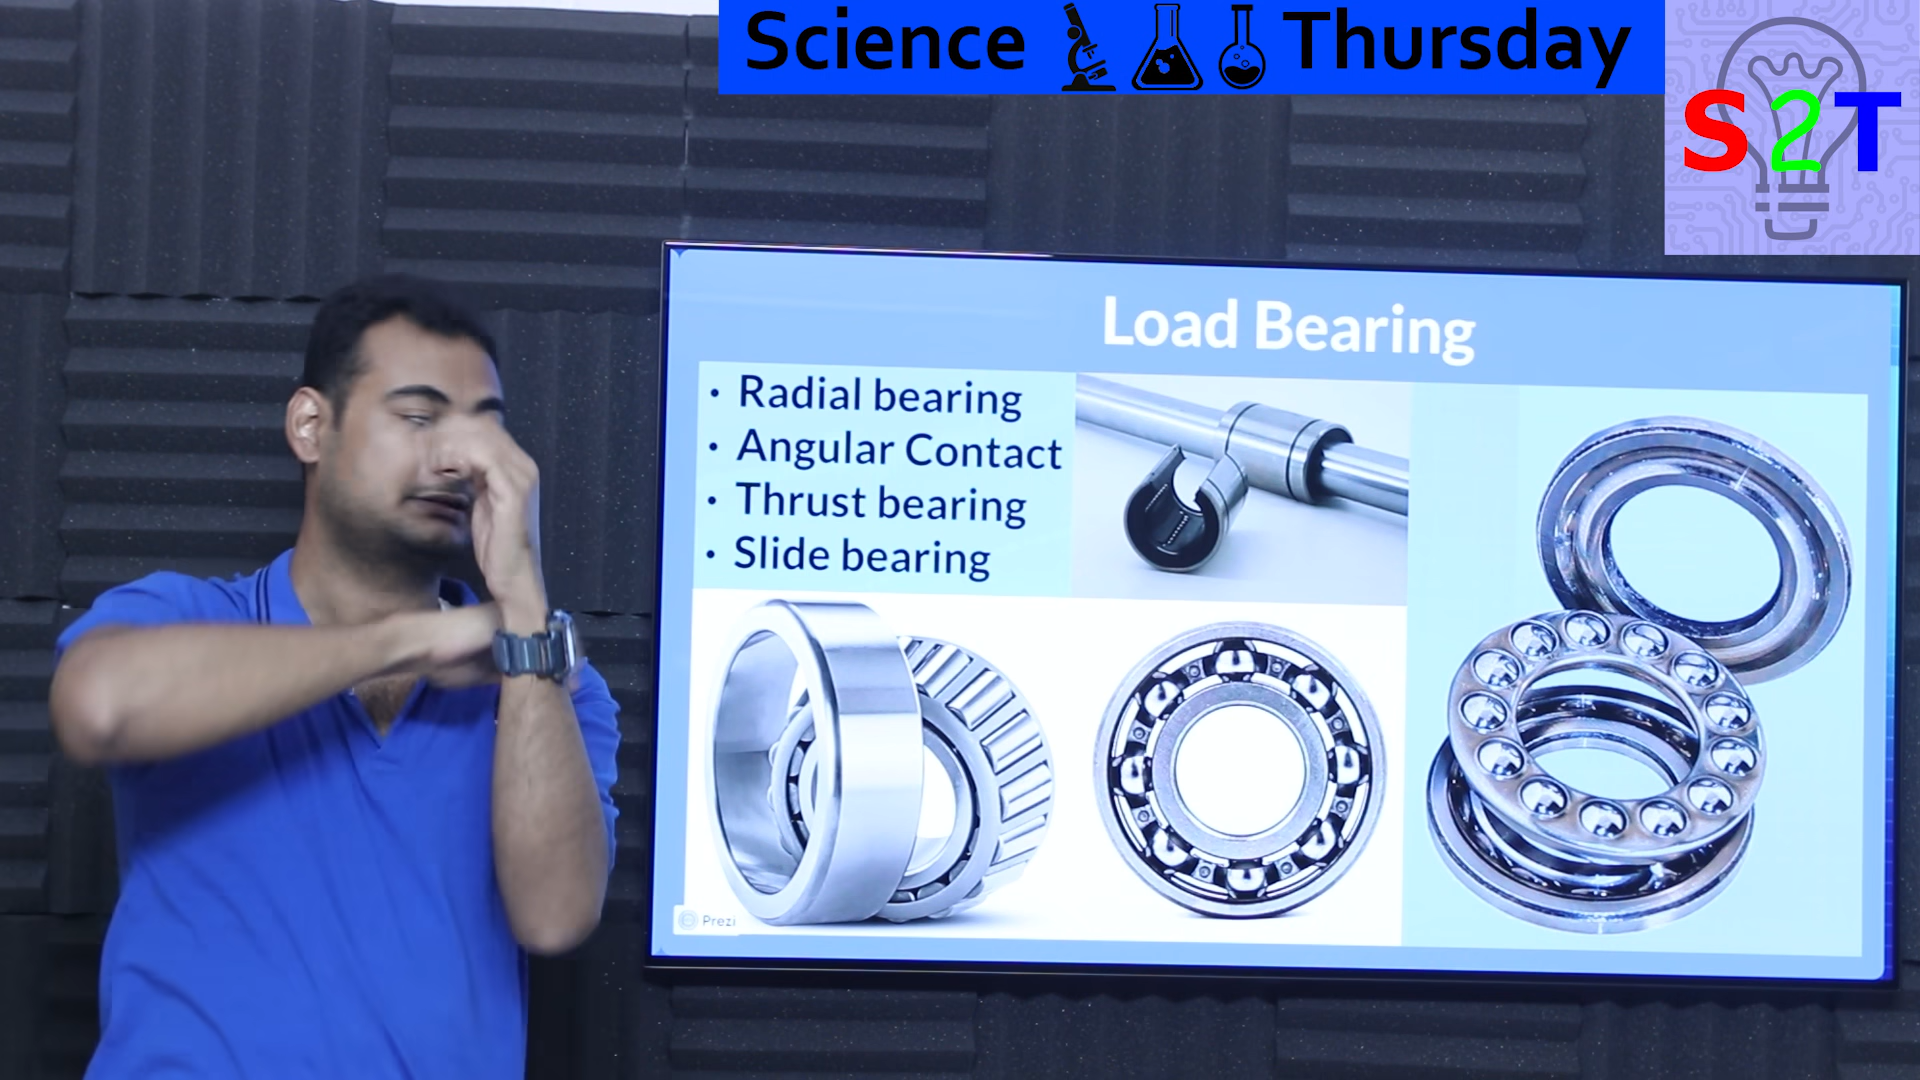 Science Thursday
S2T
Load Bearing
• Radial bearing
• Angular Contact
• Thrust bearing
• Slide bearing
Prezi